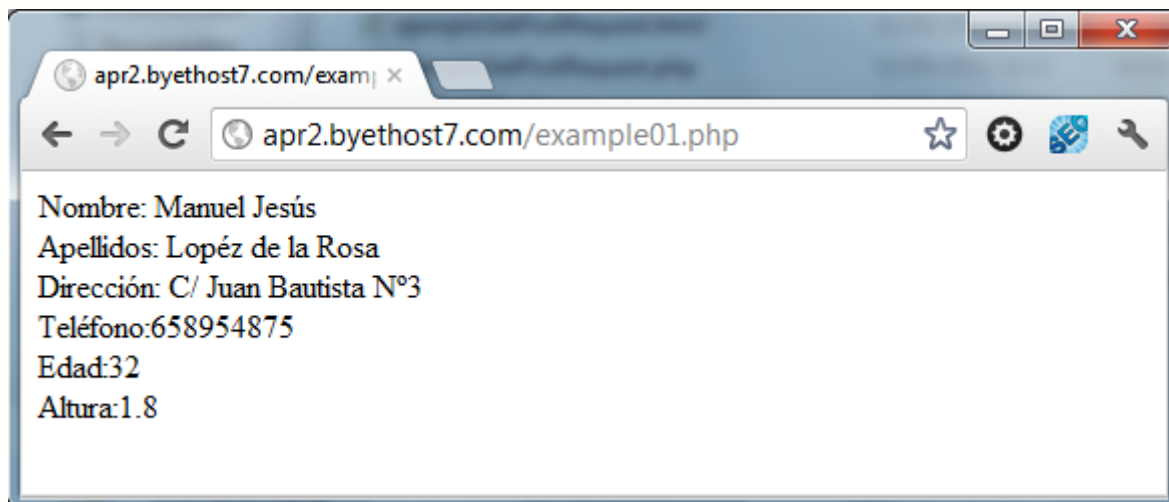 apr2.byethost7.com/exam
apr2.byethost7.com/example01.php
Nombre: Manuel Jesús
Apellidos: Lopéz de la Rosa
Dirección: C/ Juan Bautista Nº3
Teléfono:658954875
Edad:32
Altura:1.8